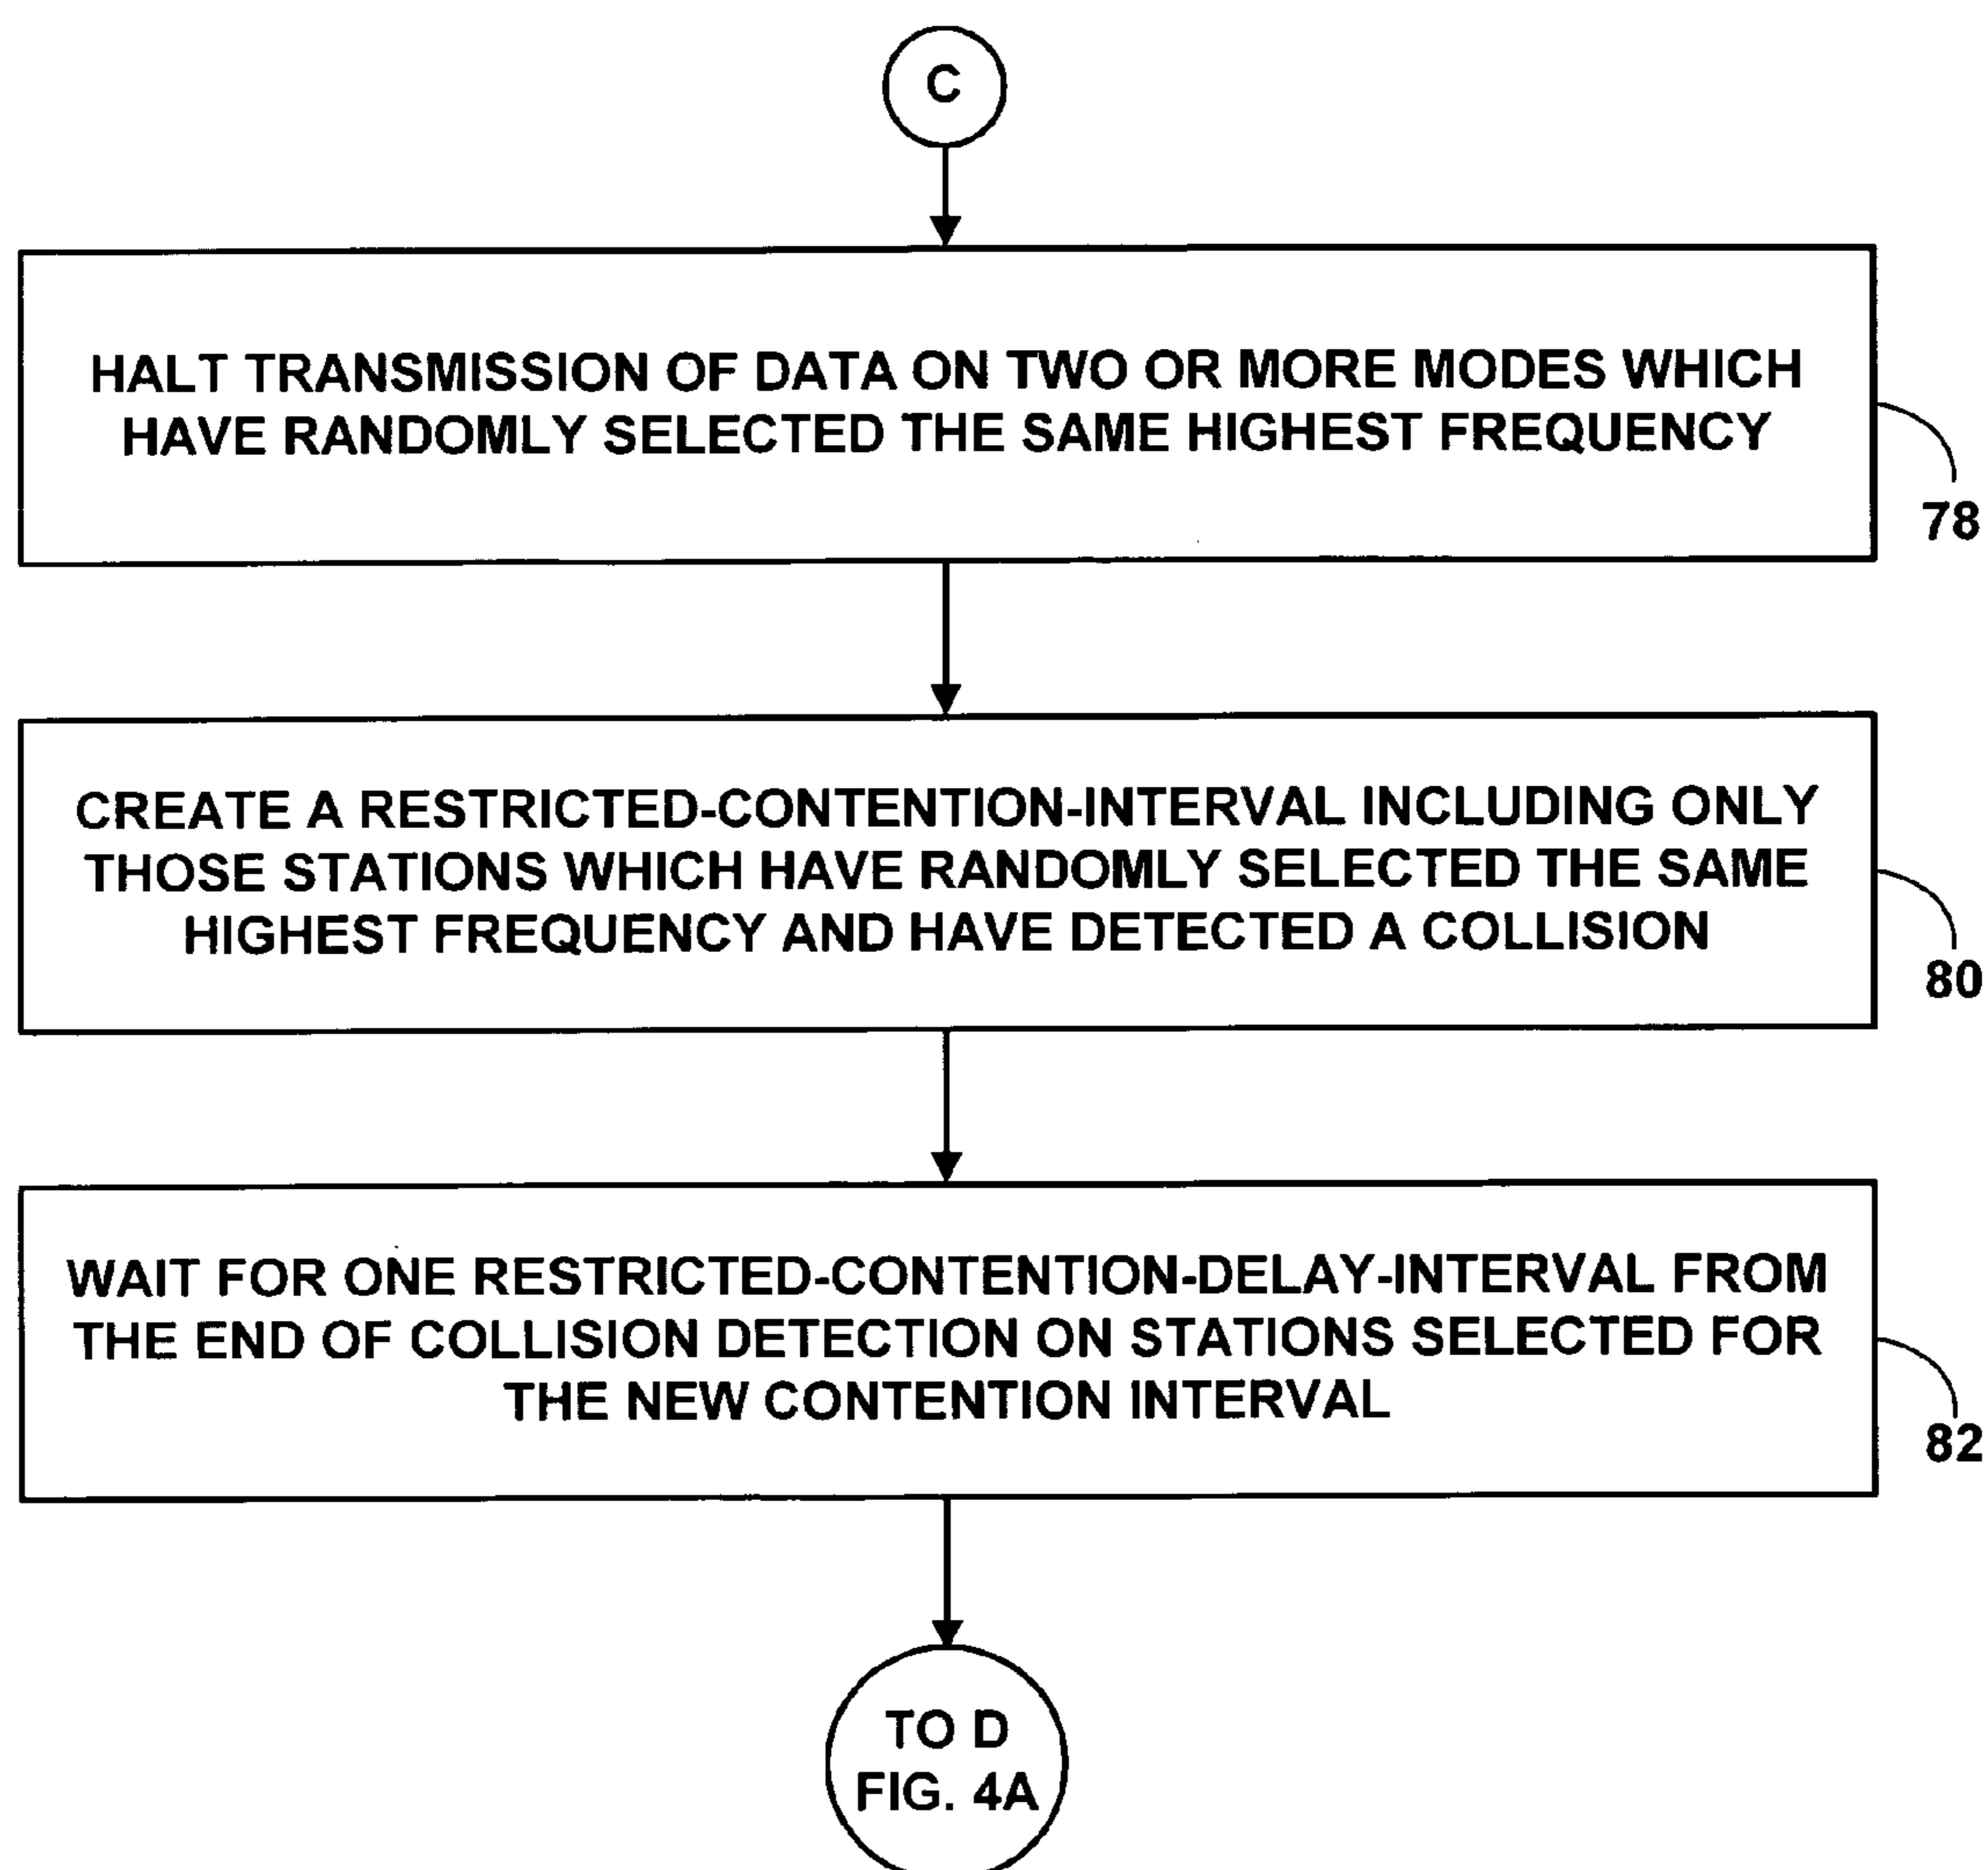 C
HALT TRANSMISSION OF DATA ON TWO OR MORE MODES WHICH
HAVE RANDOMLY SELECTED THE SAME HIGHEST FREQUENCY
78
CREATE A RESTRICTED-CONTENTION-INTERVAL INCLUDING ONLY
THOSE STATIONS WHICH HAVE RANDOMLY SELECTED THE SAME
HIGHEST FREQUENCY AND HAVE DETECTED A COLLISION
80
WAIT FOR ONE RESTRICTED-CONTENTION-DELAY-INTERVAL FROM
THE END OF COLLISION DETECTION ON STATIONS SELECTED FOR
THE NEW CONTENTION INTERVAL
82
TO D
FIG. 4A